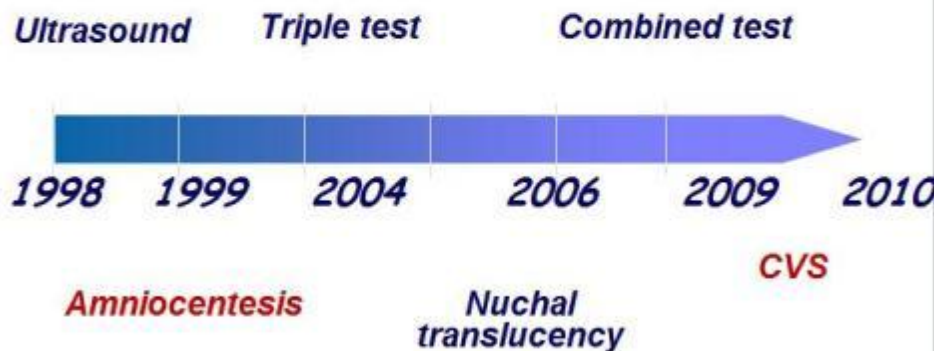 Ultrasound Triple test Combined test
1998 1999 2004 2006 2009 2010
CVS
Amniocentesis Nuchal
translucency